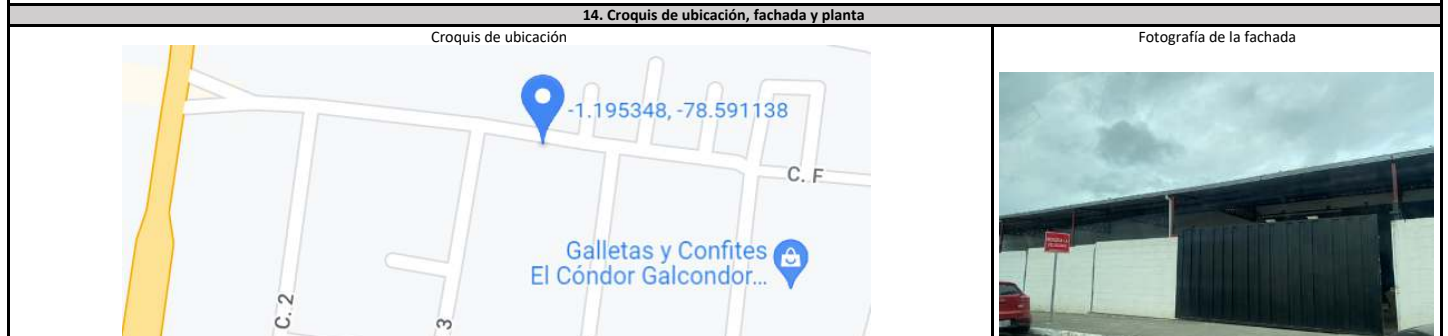 14. Croquis de ubicación, fachada y planta
Croquis de ubicación
Fotografía de la fachada
-1.195348, -78.591138
C. F
Galletas y Confites
El Cóndor Galcondor...
C. 2
3